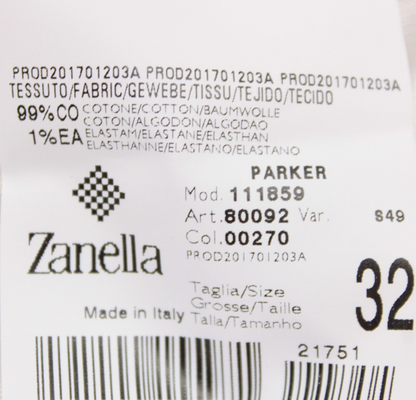 PROD201701203A PROD201701203A PROD201701203A
TESSUTO/FABRIC/GEWEBE/TISSU/TEJIDO/TECIDO
99%CO COTONE/COTTON/BAUMWOLLE
COTON/ALGODON/ALGODAO
1%EA ELASTAM/ELASTANE/ELASTHAN
ELASTHANNE/ELASTANO/ELASTANO
PARKER
Mod. 111859
Art.80092 Var. S49
Col.00270
PROD201701203A
Zanella
Taglia/Size
Grosse/Taille
Talla/Tamanho
32
Made in Italy
21751